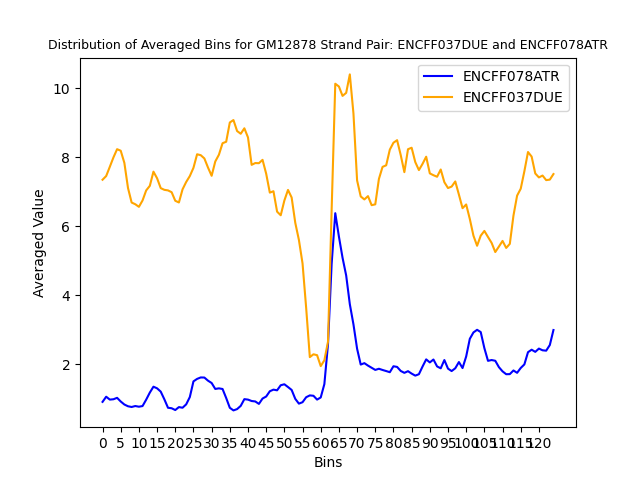 Distribution of Averaged Bins for GM12878 Strand Pair: ENCFF037DUE and ENCFF078ATR
ENCFF078ATR
ENCFF037DUE
Averaged Value
10
8
6
4
2
0 5 10 15 20 25 30 35 40 45 50 55 60 65 70 75 80 85 90 95 100 105 110 115 120
Bins